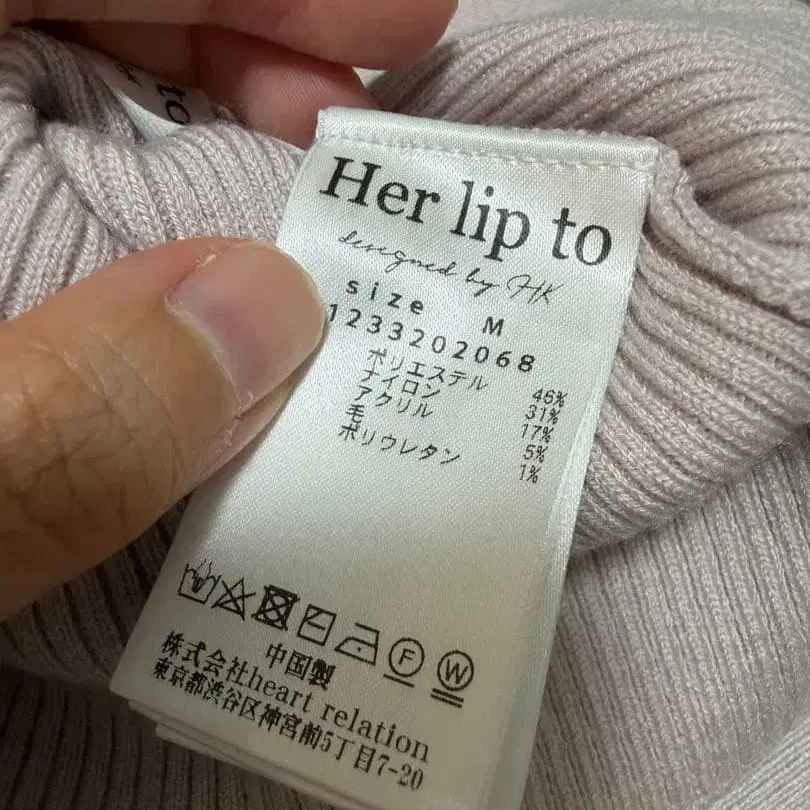 to
Her lip to
designed by HK
size M
1233202068
ポリエステル 46%
ナイロン 31%
アクリル 17%
毛 5%
ポリウレタン 1%
F W
中国製
株式会社heart relation
東京都渋谷区神宮前5丁目7-20